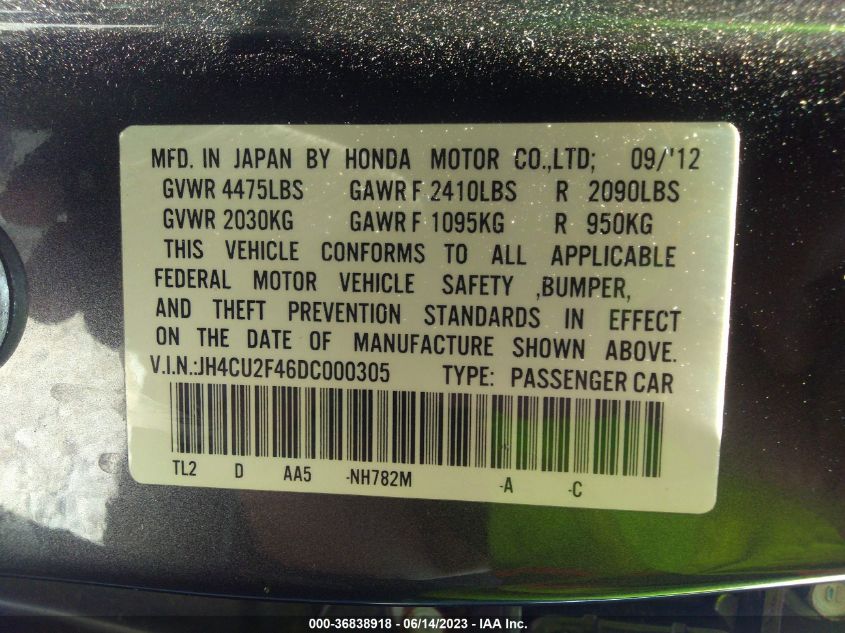 MFD. IN JAPAN BY HONDA MOTOR CO.,LTD; 09/'12
GVWR 4475LBS GAWR F 2410LBS R 2090LBS
GVWR 2030KG GAWR F 1095KG R 950KG
THIS VEHICLE CONFORMS TO ALL APPLICABLE
FEDERAL MOTOR VEHICLE SAFETY ,BUMPER,
AND THEFT PREVENTION STANDARDS IN EFFECT
ON THE DATE OF MANUFACTURE SHOWN ABOVE.
V.I.N.:JH4CU2F46DC000305 TYPE: PASSENGER CAR
TL2 D AA5 -NH782M -A -C
000-36838918 - 06/14/2023 - IAA Inc.